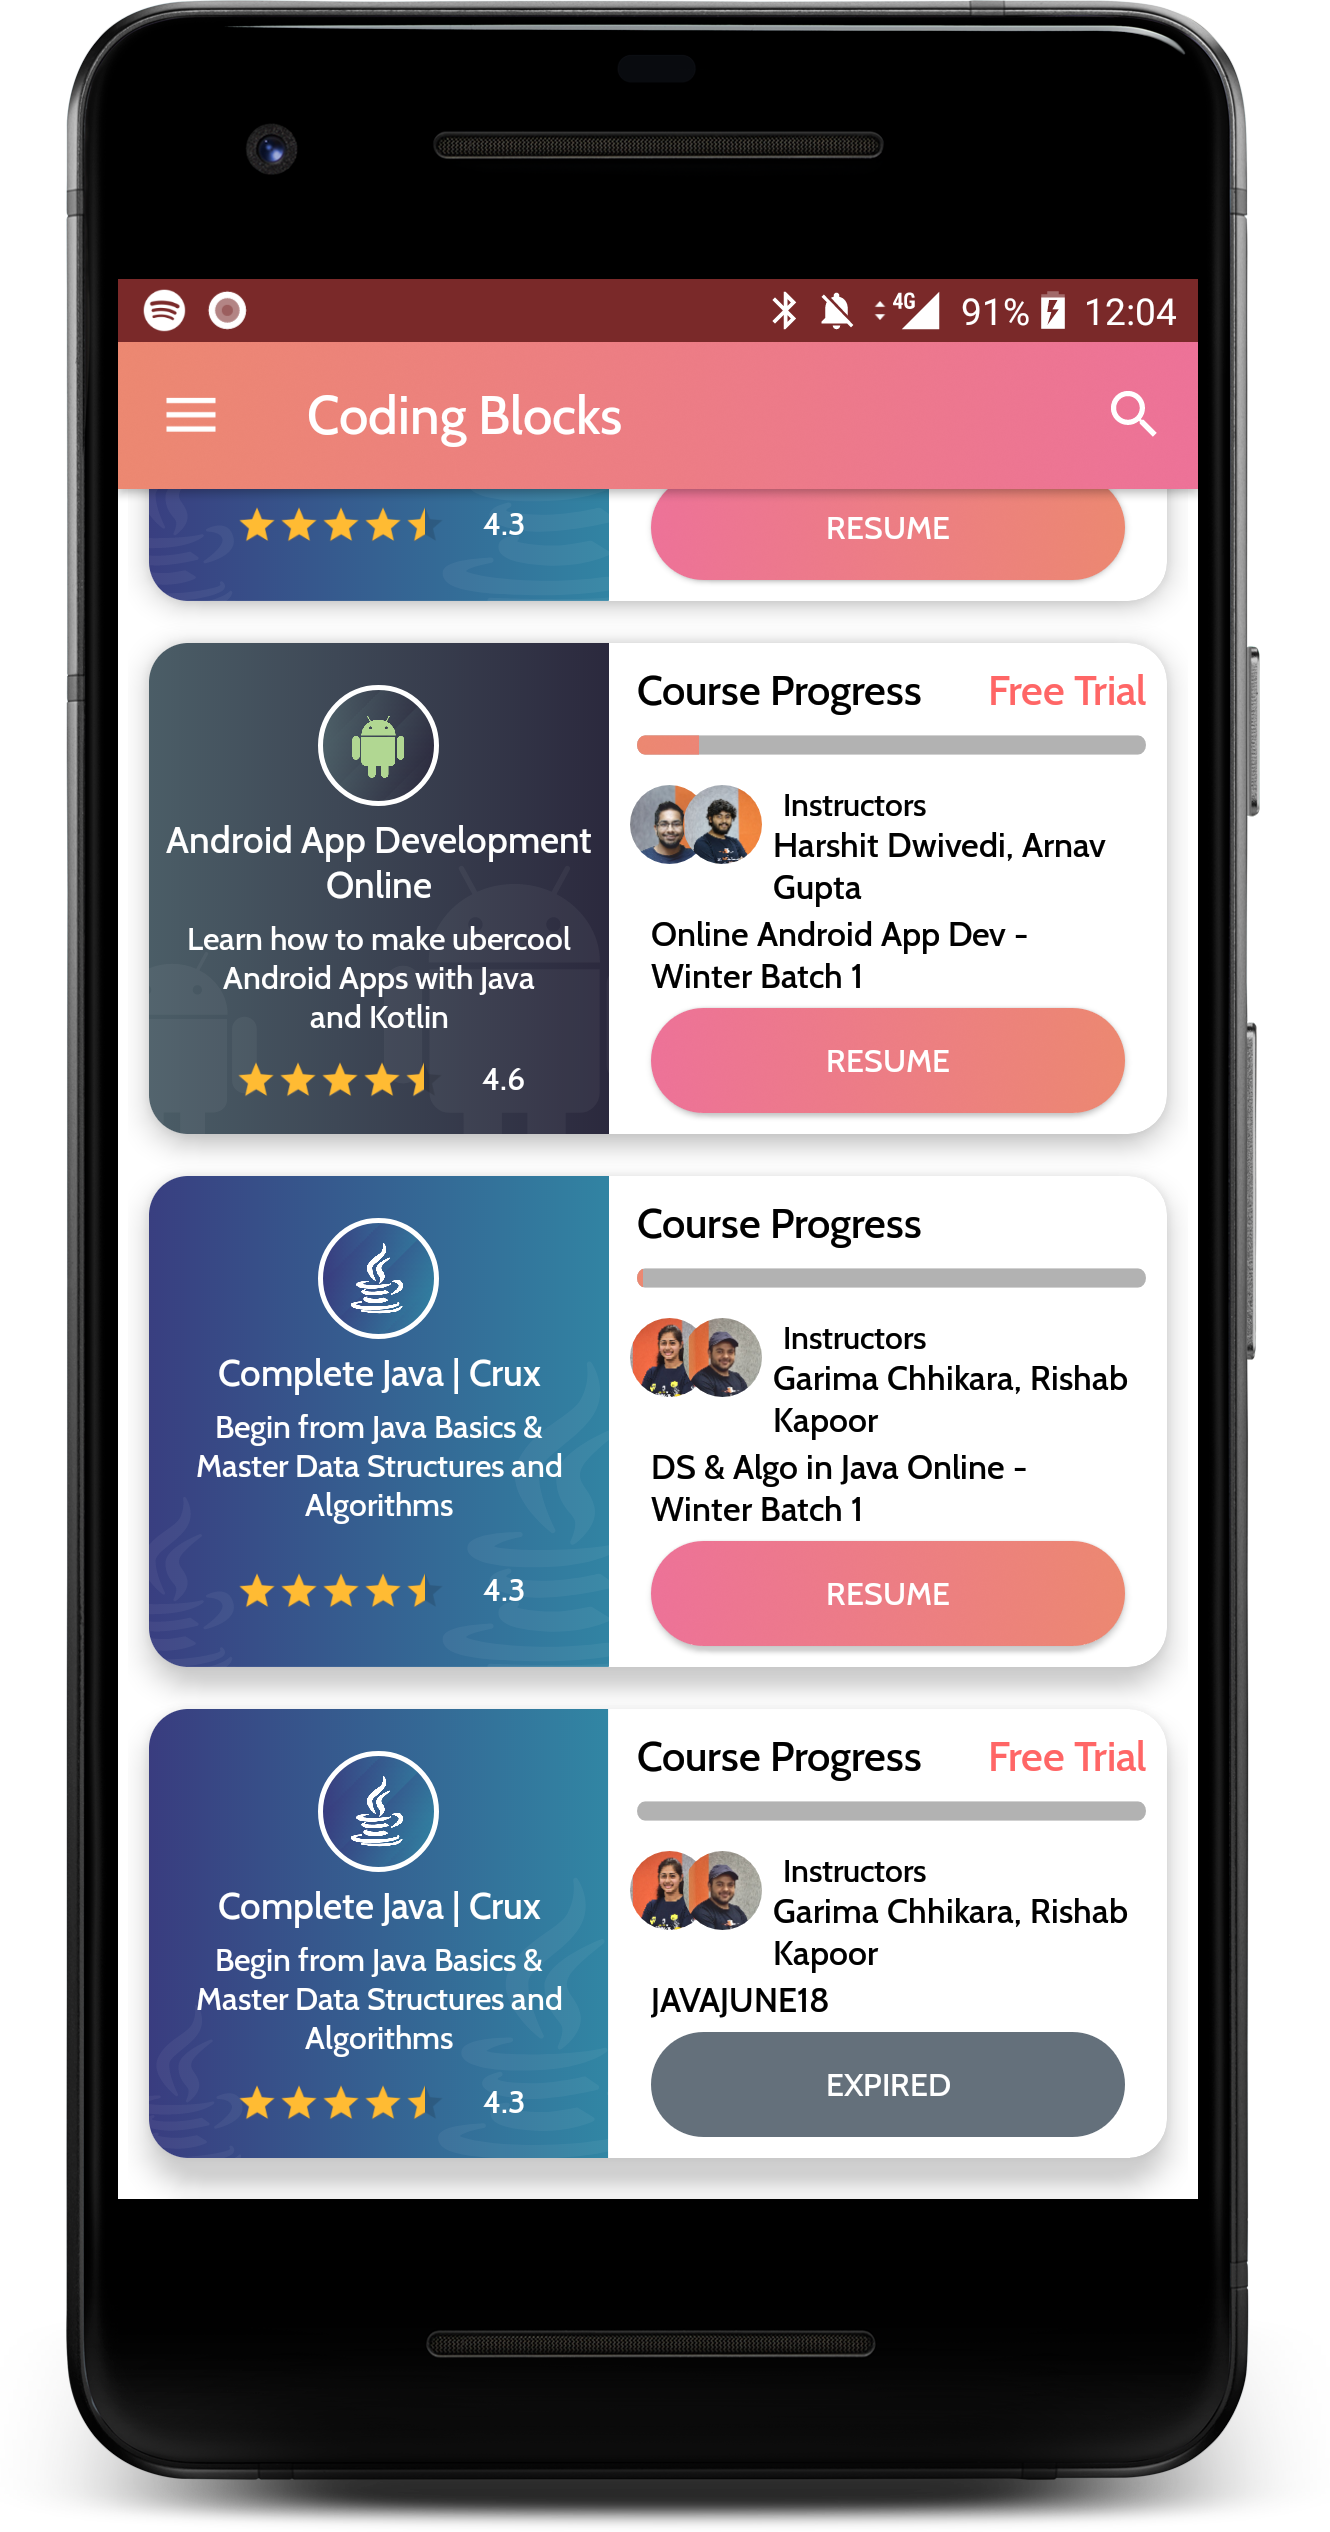 4G 91% 12:04
Coding Blocks
4.3
RESUME
Android App Development
Online
Learn how to make ubercool
Android Apps with Java
and Kotlin
4.6
Course Progress Free Trial
Instructors
Harshit Dwivedi, Arnav
Gupta
Online Android App Dev -
Winter Batch 1
RESUME
Complete Java | Crux
Begin from Java Basics &
Master Data Structures and
Algorithms
4.3
Course Progress
Instructors
Garima Chhikara, Rishab
Kapoor
DS & Algo in Java Online -
Winter Batch 1
RESUME
Complete Java | Crux
Begin from Java Basics &
Master Data Structures and
Algorithms
4.3
Course Progress Free Trial
Instructors
Garima Chhikara, Rishab
Kapoor
JAVAJUNE18
EXPIRED